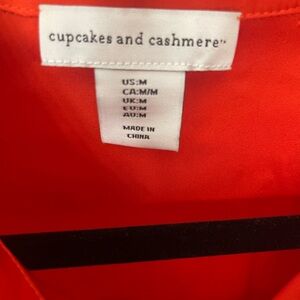 cupcakes and cashmere™
US:M
CA:M/M
UK:M
EU:M
AU:M
MADE IN
CHINA